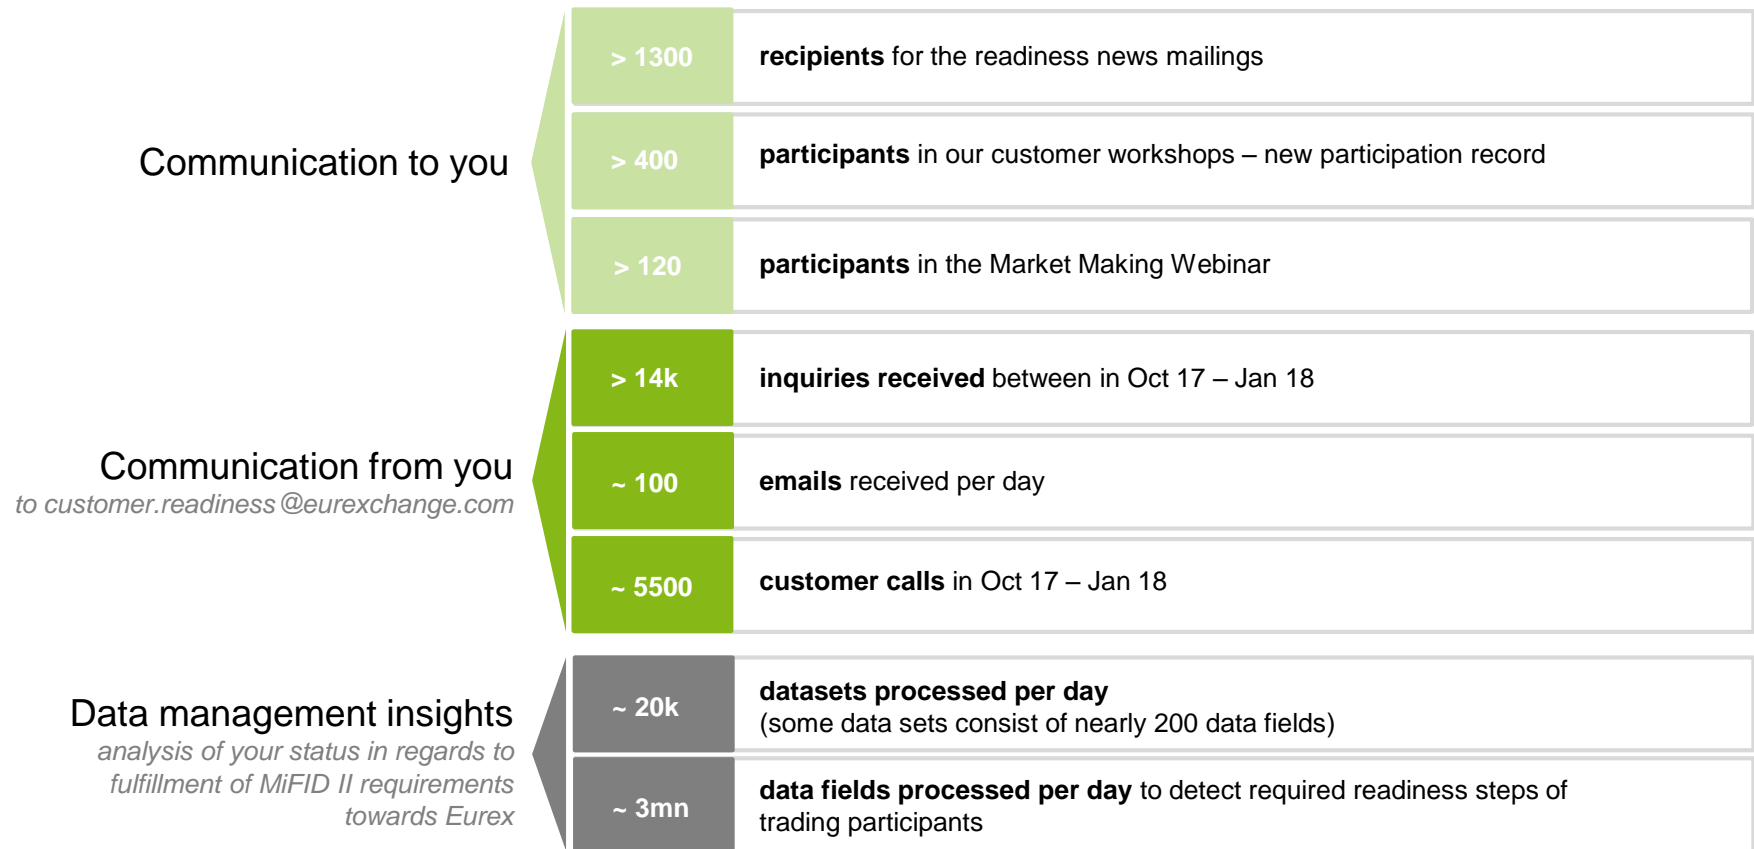 Communication to you
> 1300
recipients for the readiness news mailings
> 400
participants in our customer workshops – new participation record
> 120
participants in the Market Making Webinar
Communication from you
to customer.readiness@eurexchange.com
> 14k
inquiries received between in Oct 17 – Jan 18
~ 100
emails received per day
~ 5500
customer calls in Oct 17 – Jan 18
Data management insights
analysis of your status in regards to
fulfillment of MiFID II requirements
towards Eurex
~ 20k
datasets processed per day
(some data sets consist of nearly 200 data fields)
~ 3mn
data fields processed per day to detect required readiness steps of
trading participants